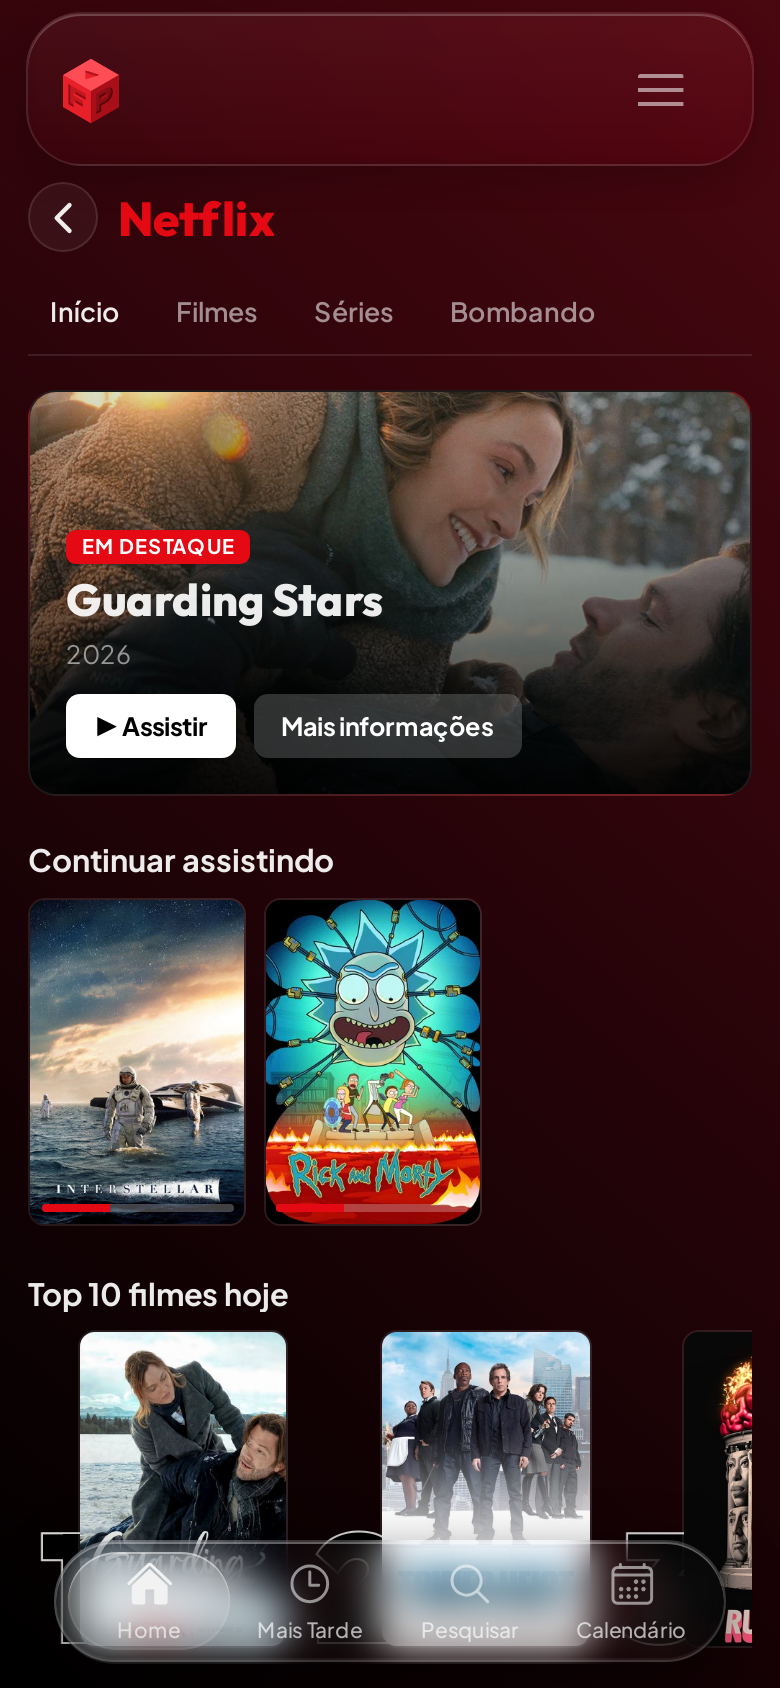 Netflix
Início Filmes Séries Bombando
EM DESTAQUE
Guarding Stars
2026
▶ Assistir Mais informações
Continuar assistindo
INTERSTELLAR
Rick and Morty
Top 10 filmes hoje
Guarding
Home Mais Tarde Pesquisar Calendário